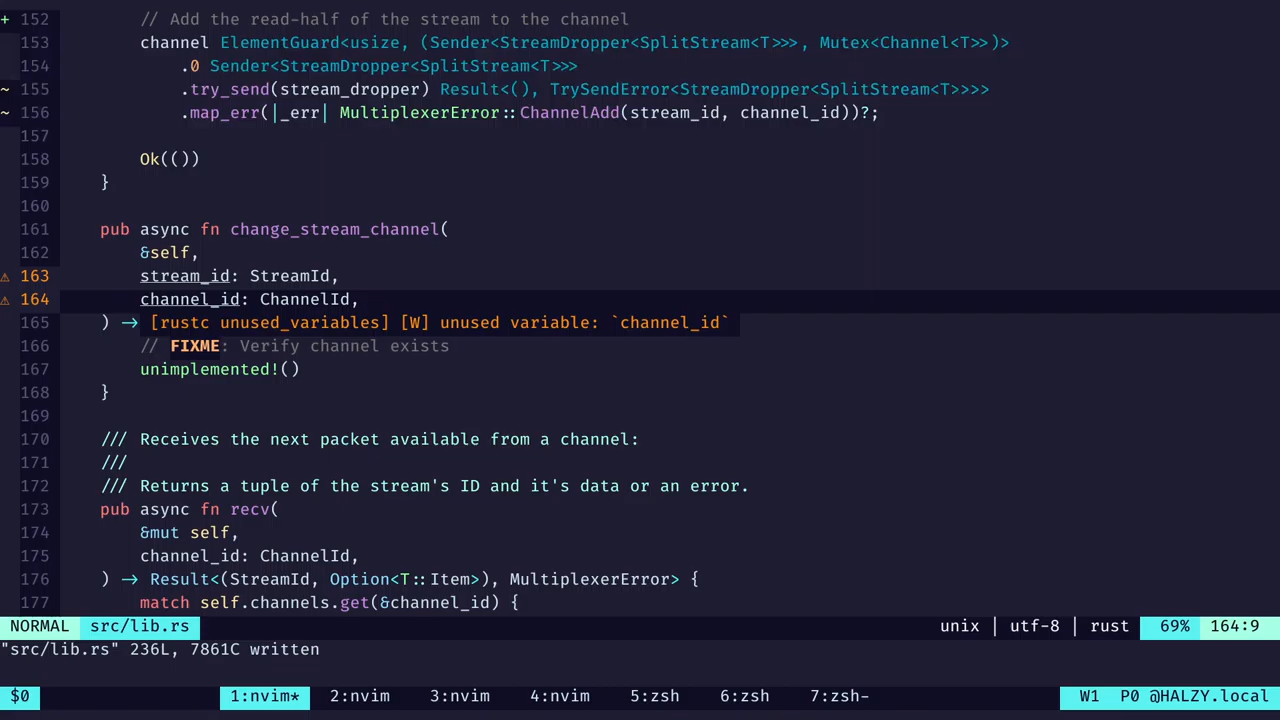 + 152 // Add the read-half of the stream to the channel
153 channel ElementGuard<usize, (Sender<StreamDropper<SplitStream<T>>>, Mutex<Channel<T>>)>
154 .0 Sender<StreamDropper<SplitStream<T>>>
~ 155 .try_send(stream_dropper) Result<(), TrySendError<StreamDropper<SplitStream<T>>>>
~ 156 .map_err(|_err| MultiplexerError::ChannelAdd(stream_id, channel_id))?;
157
158 Ok(())
159 }
160
161 pub async fn change_stream_channel(
162 &self,
⚠ 163 stream_id: StreamId,
⚠ 164 channel_id: ChannelId,
165 ) -> [rustc unused_variables] [W] unused variable: `channel_id`
166 // FIXME: Verify channel exists
167 unimplemented!()
168 }
169
170 /// Receives the next packet available from a channel:
171 ///
172 /// Returns a tuple of the stream's ID and it's data or an error.
173 pub async fn recv(
174 &mut self,
175 channel_id: ChannelId,
176 ) -> Result<(StreamId, Option<T::Item>), MultiplexerError> {
177 match self.channels.get(&channel_id) {
NORMAL src/lib.rs unix | utf-8 | rust 69% 164:9
"src/lib.rs" 236L, 7861C written
$0 1:nvim* 2:nvim 3:nvim 4:nvim 5:zsh 6:zsh 7:zsh- W1 P0 @HALZY.local